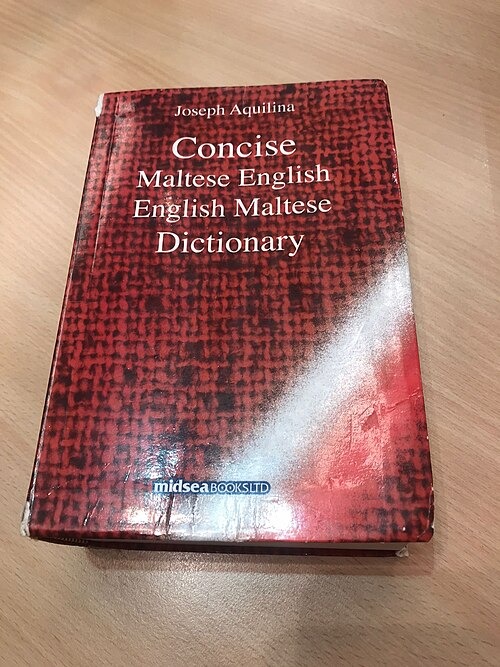 Joseph Aquilina
Concise
Maltese English
English Maltese
Dictionary
midseaBOOKSLTD